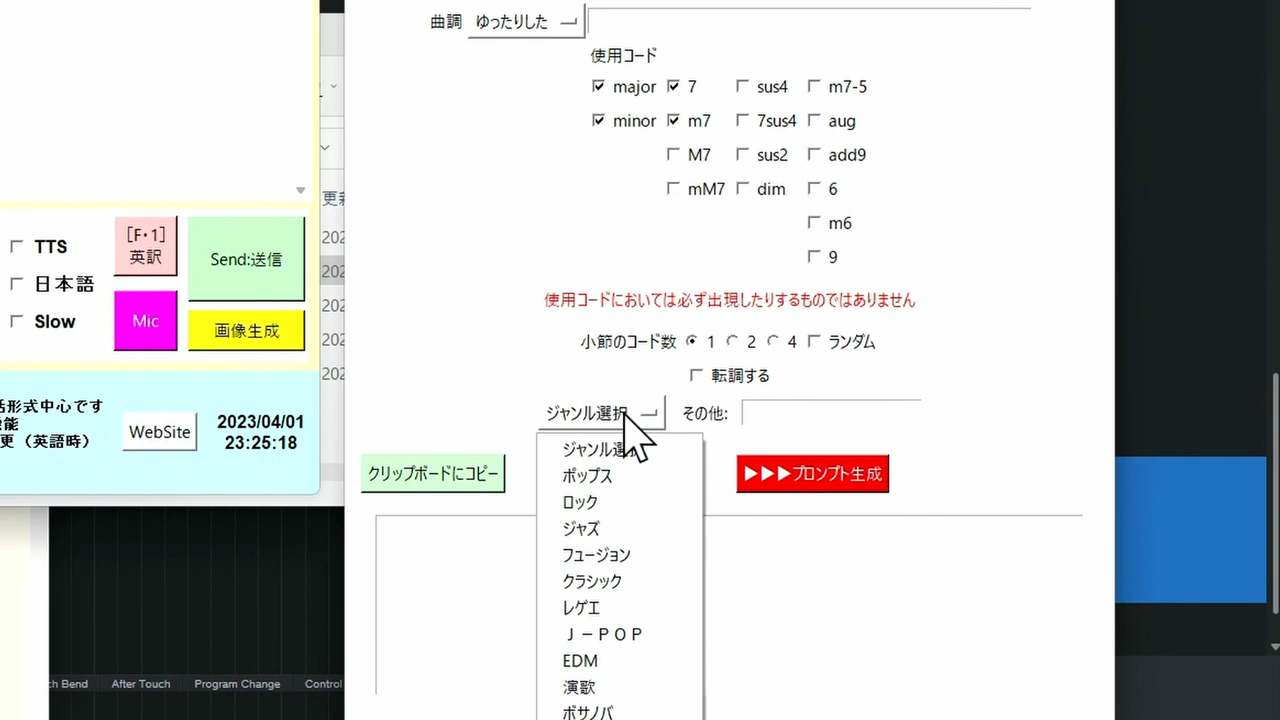 曲調 ゆったりした
使用コード
major 7 sus4 m7-5
minor m7 7sus4 aug
M7 sus2 add9
mM7 dim 6
m6
9
使用コードにおいては必ず出現したりするものではありません
小節のコード数 1 2 4 ランダム
転調する
ジャンル選択 その他:
ジャンル選
ポップス
ロック
ジャズ
フュージョン
クラシック
レゲエ
J-POP
EDM
演歌
ボサノバ
クリップボードにコピー
▶▶▶プロンプト生成
TTS
日本語
Slow
[F・1]
英訳
Mic
Send:送信
画像生成
話形式中心です
能
更(英語時)
WebSite
2023/04/01
23:25:18
更新
202
202
202
202
202
ch Bend After Touch Program Change Control